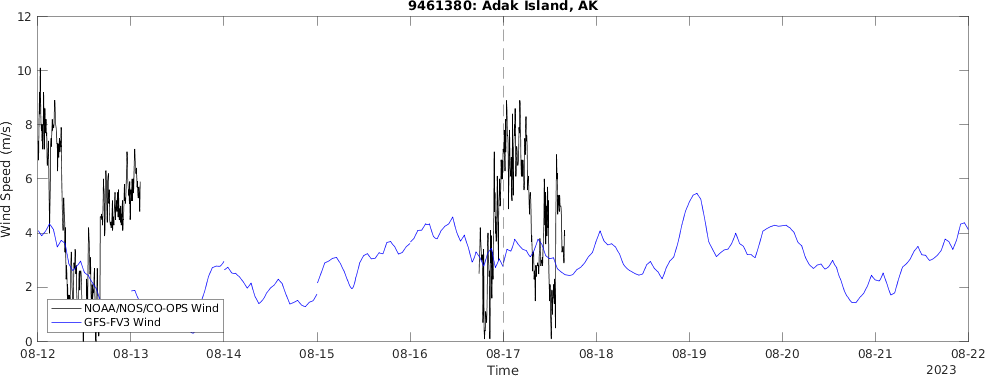 9461380: Adak Island, AK
Wind Speed (m/s)
12
10
8
6
4
2
0
NOAA/NOS/CO-OPS Wind
GFS-FV3 Wind
08-12 08-13 08-14 08-15 08-16 08-17 08-18 08-19 08-20 08-21 08-22
Time
2023